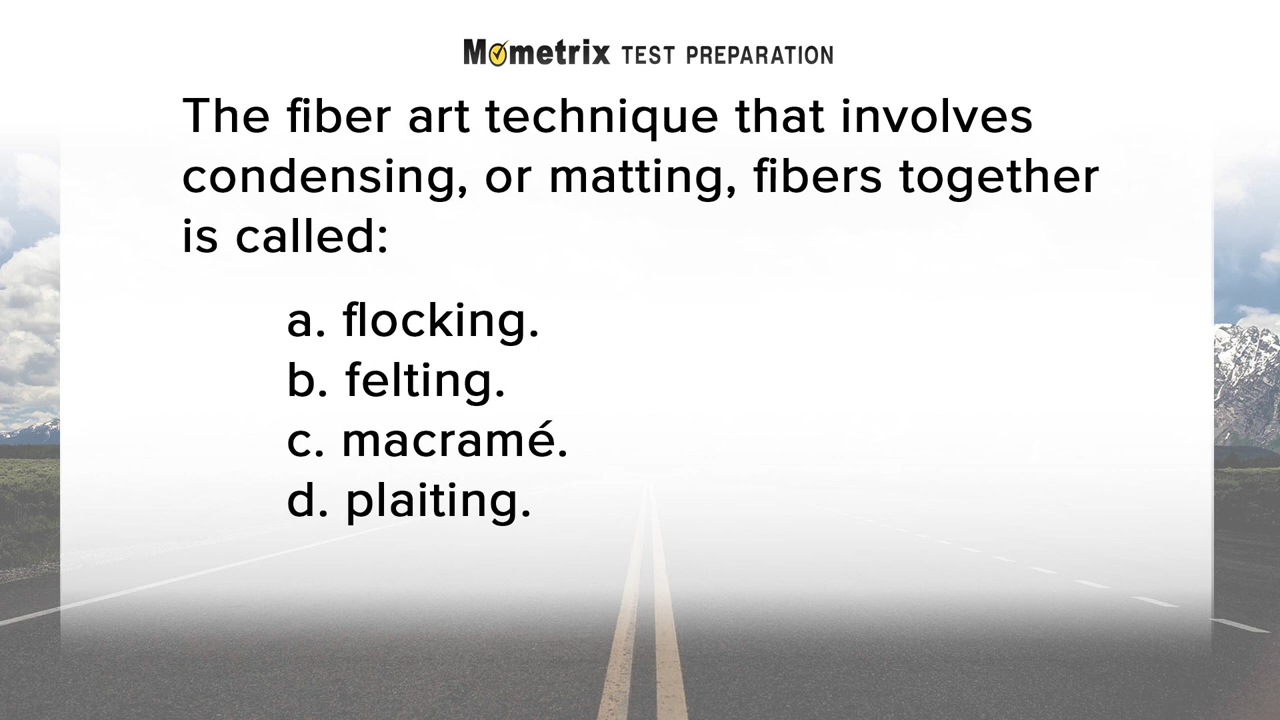 Mometrix TEST PREPARATION
The fiber art technique that involves
condensing, or matting, fibers together
is called:
a. flocking.
b. felting.
c. macramé.
d. plaiting.